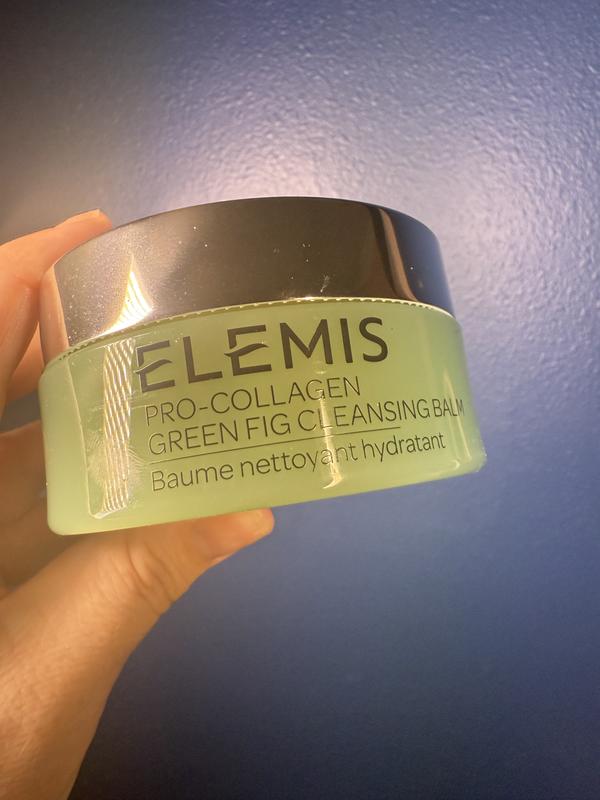 ELEMIS
PRO-COLLAGEN
GREEN FIG CLEANSING BALM
Baume nettoyant hydratant